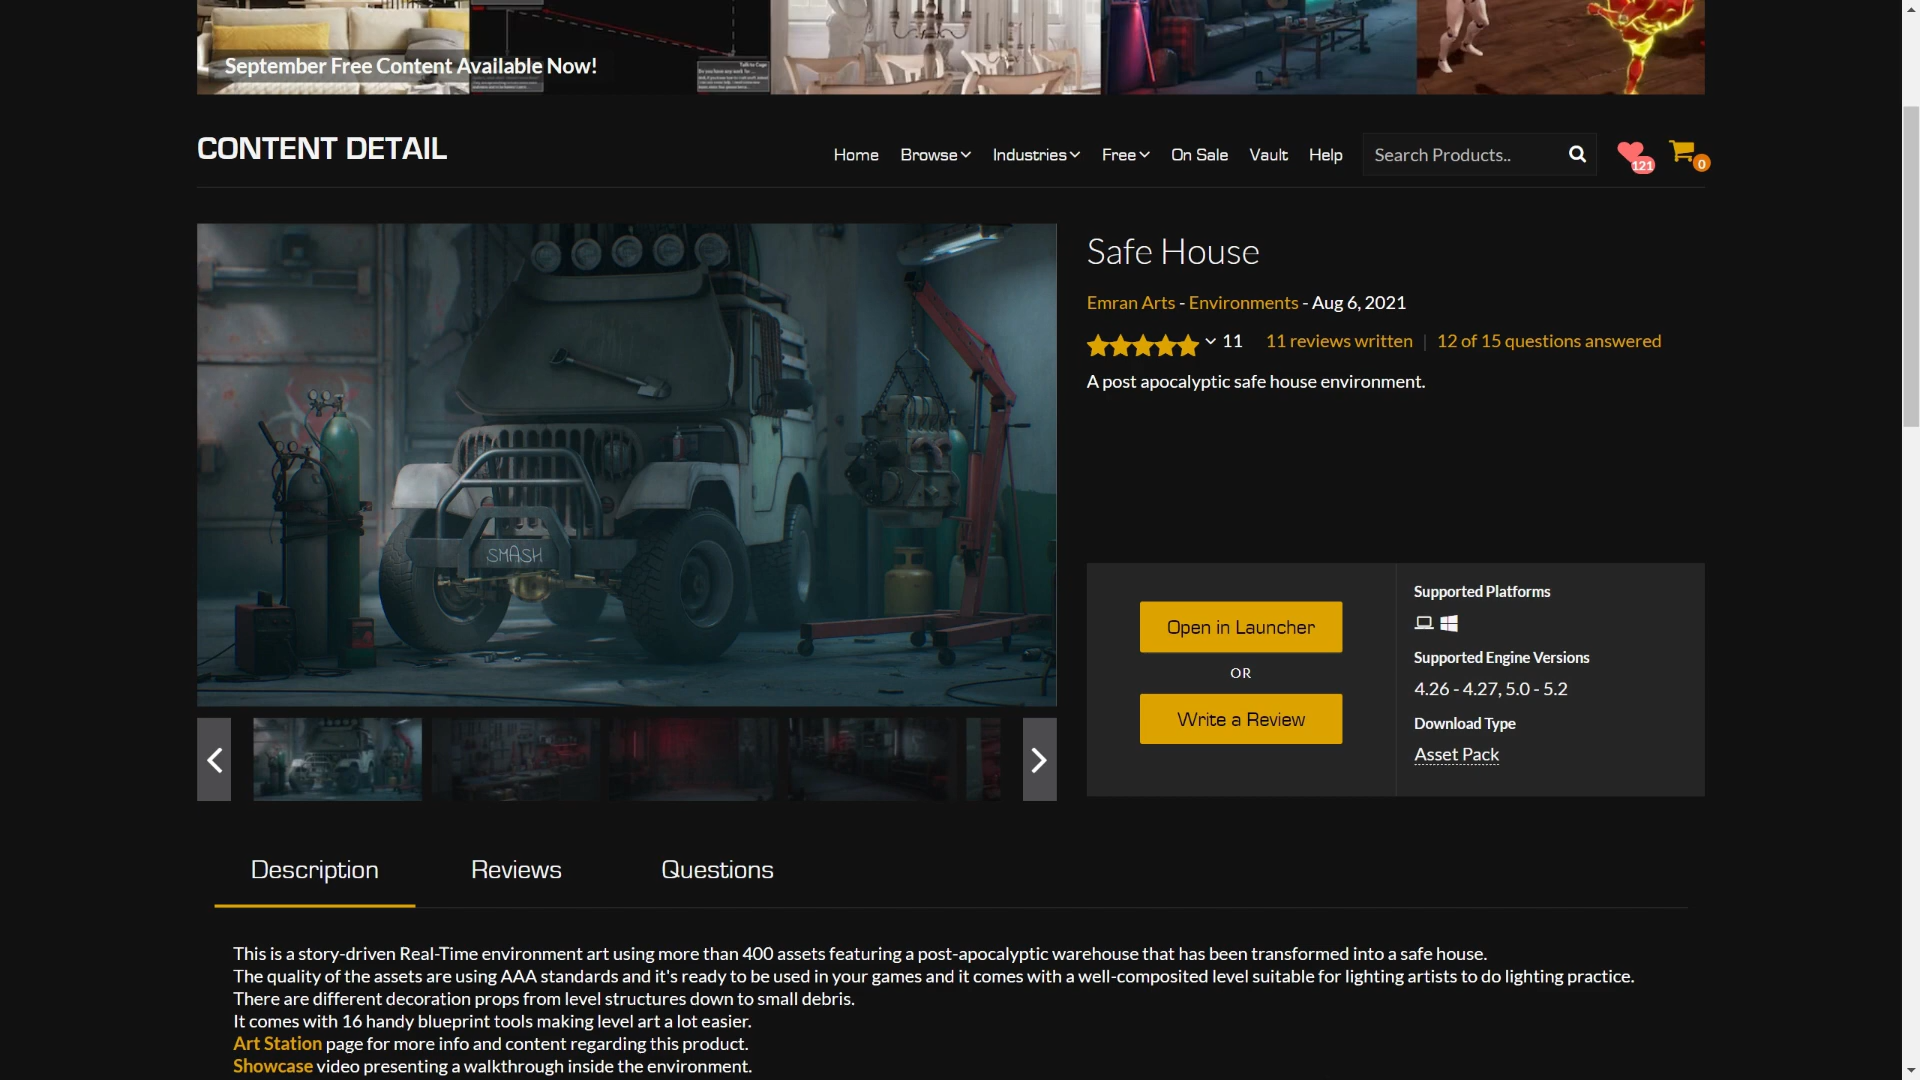 September Free Content Available Now!
CONTENT DETAIL
Home Browse Industries Free On Sale Vault Help Search Products.. 121 0
SMASH
Safe House
Emran Arts - Environments - Aug 6, 2021
11 11 reviews written | 12 of 15 questions answered
A post apocalyptic safe house environment.
Open in Launcher
OR
Write a Review
Supported Platforms
Supported Engine Versions
4.26 - 4.27, 5.0 - 5.2
Download Type
Asset Pack
Description Reviews Questions
This is a story-driven Real-Time environment art using more than 400 assets featuring a post-apocalyptic warehouse that has been transformed into a safe house.
The quality of the assets are using AAA standards and it's ready to be used in your games and it comes with a well-composited level suitable for lighting artists to do lighting practice.
There are different decoration props from level structures down to small debris.
It comes with 16 handy blueprint tools making level art a lot easier.
Art Station page for more info and content regarding this product.
Showcase video presenting a walkthrough inside the environment.